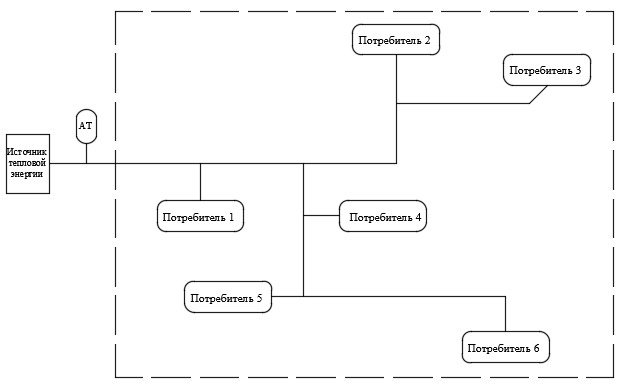 Потребитель 2
Потребитель 3
АТ
Источник
тепловой
энергии
Потребитель 1
Потребитель 4
Потребитель 5
Потребитель 6